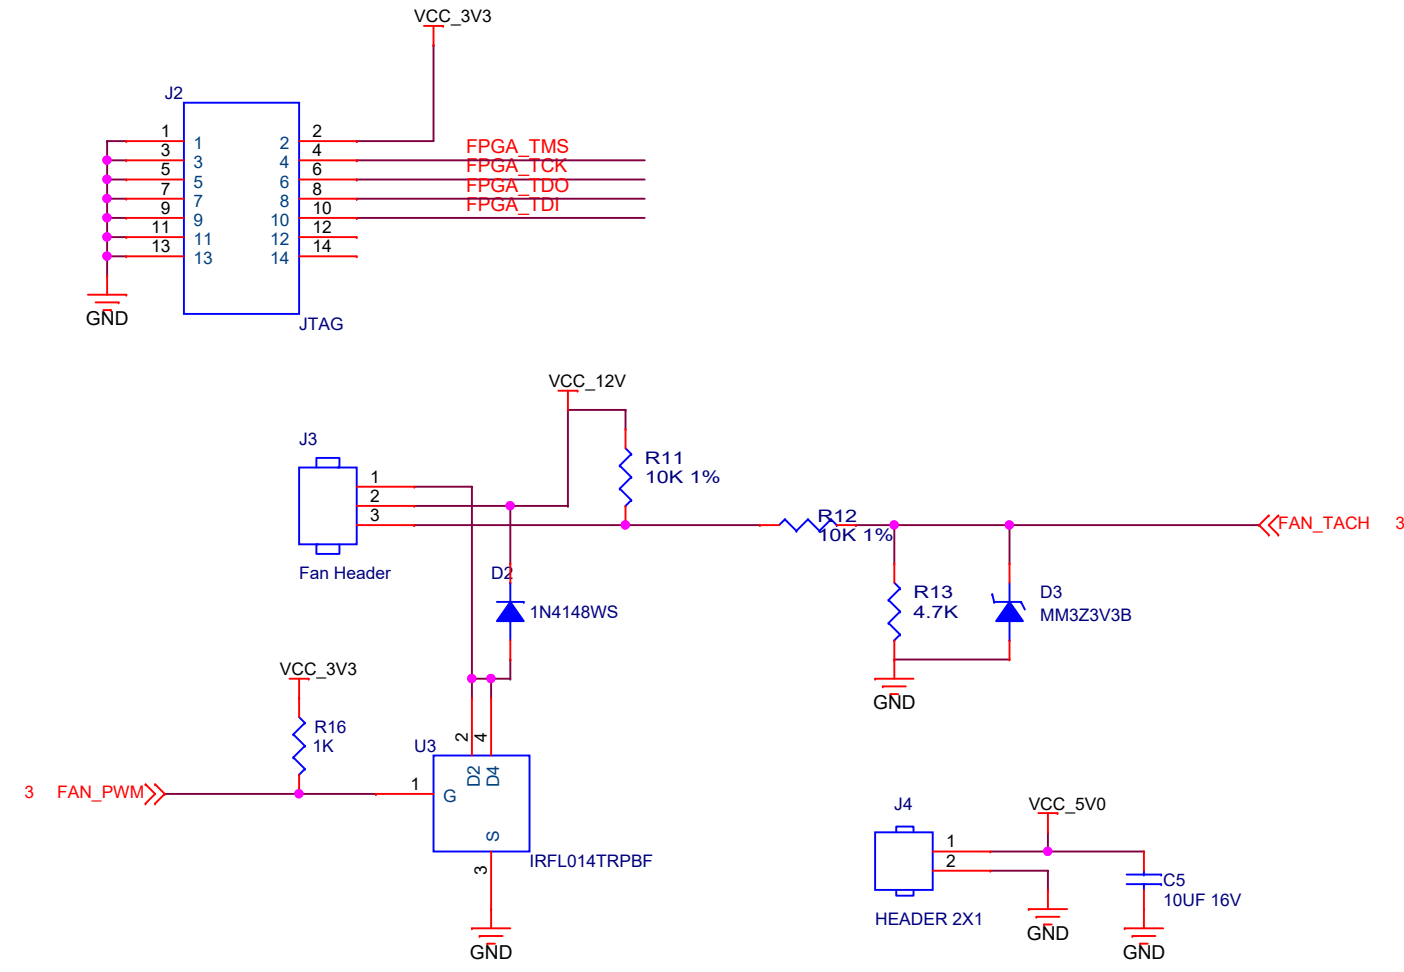 VCC_3V3
J2
1 1 2 2
3 3 4 4 FPGA_TMS
5 5 6 6 FPGA_TCK
7 7 8 8 FPGA_TDO
9 9 10 10 FPGA_TDI
11 11 12 12
13 13 14 14
GND
JTAG
VCC_12V
J3
1
2
3
Fan Header
R11
10K 1%
R12
10K 1%
FAN_TACH 3
D2
1N4148WS
R13
4.7K
D3
MM3Z3V3B
GND
VCC_3V3
R16
1K
U3
2 4
D2 D4
3 FAN_PWM
1 G
S
3
IRFL014TRPBF
GND
J4
VCC_5V0
1
2
HEADER 2X1
C5
10UF 16V
GND
GND